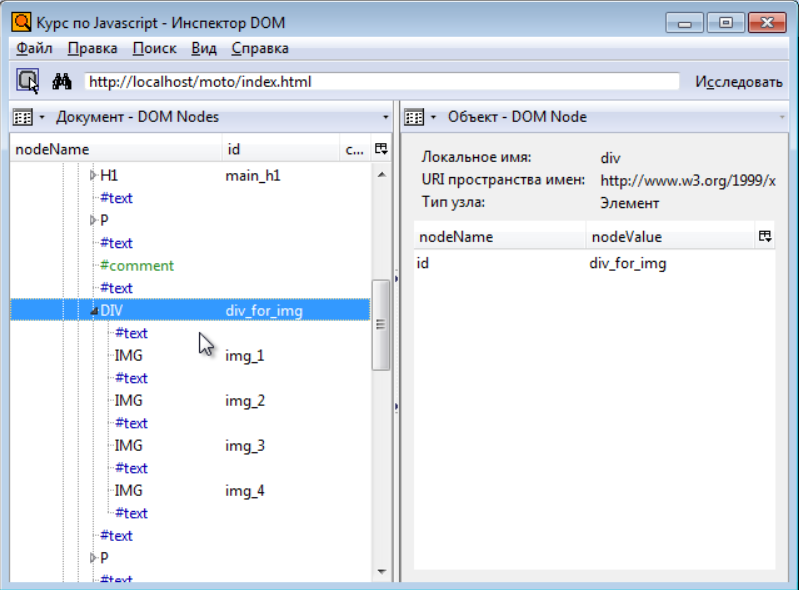 Курс по Javascript - Инспектор DOM
Файл Правка Поиск Вид Справка
http://localhost/moto/index.html Исследовать
Документ - DOM Nodes
nodeName id c...
H1 main_h1
#text
P
#text
#comment
#text
DIV div_for_img
#text
IMG img_1
#text
IMG img_2
#text
IMG img_3
#text
IMG img_4
#text
#text
P
#text
Объект - DOM Node
Локальное имя: div
URI пространства имен: http://www.w3.org/1999/x
Тип узла: Элемент
nodeName nodeValue
id div_for_img